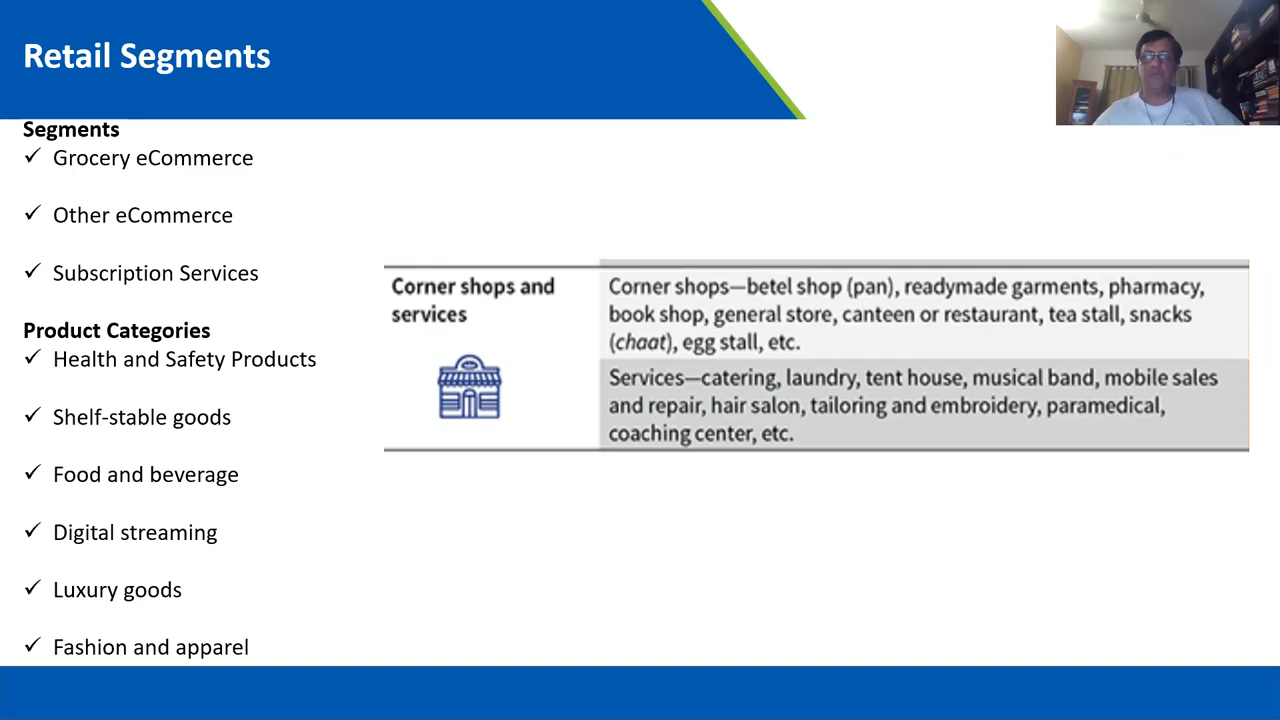 Retail Segments
Segments
✓ Grocery eCommerce
✓ Other eCommerce
✓ Subscription Services
Product Categories
✓ Health and Safety Products
✓ Shelf-stable goods
✓ Food and beverage
✓ Digital streaming
✓ Luxury goods
✓ Fashion and apparel
Corner shops and
services
Corner shops—betel shop (pan), readymade garments, pharmacy,
book shop, general store, canteen or restaurant, tea stall, snacks
(chaat), egg stall, etc.
Services—catering, laundry, tent house, musical band, mobile sales
and repair, hair salon, tailoring and embroidery, paramedical,
coaching center, etc.